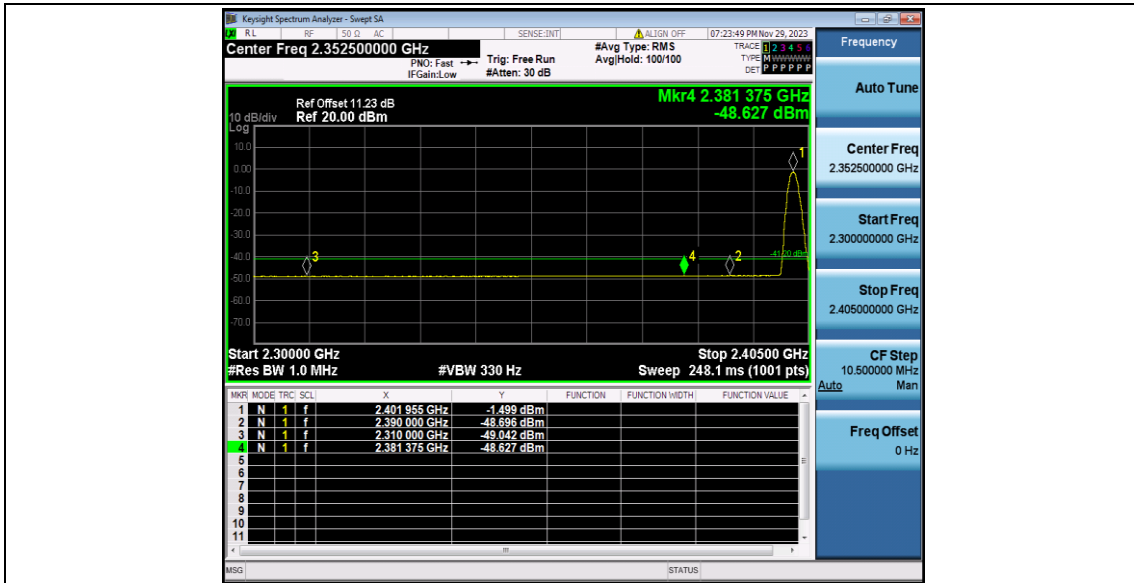 Keysight Spectrum Analyzer - Swept SA
LXI RL RF 50 Ω AC SENSE:INT ALIGN OFF 07:23:49 PM Nov 29, 2023
Center Freq 2.352500000 GHz #Avg Type: RMS TRACE 1 2 3 4 5 6
PNO: Fast Trig: Free Run Avg|Hold: 100/100 TYPE M WWWWW
IFGain:Low #Atten: 30 dB DET P P P P P P
Mkr4 2.381 375 GHz
-48.627 dBm
Ref Offset 11.23 dB
10 dB/div Ref 20.00 dBm
Log
10.0
0.00
-10.0
-20.0
-30.0
-40.0
-50.0
-60.0
-70.0
1
3 4 2 -41.20 dBm
Start 2.30000 GHz Stop 2.40500 GHz
#Res BW 1.0 MHz #VBW 330 Hz Sweep 248.1 ms (1001 pts)
MKR MODE TRC SCL X Y FUNCTION FUNCTION WIDTH FUNCTION VALUE
1 N 1 f 2.401 955 GHz -1.499 dBm
2 N 1 f 2.390 000 GHz -48.696 dBm
3 N 1 f 2.310 000 GHz -49.042 dBm
4 N 1 f 2.381 375 GHz -48.627 dBm
5
6
7
8
9
10
11
MSG STATUS
Frequency
Auto Tune
Center Freq
2.352500000 GHz
Start Freq
2.300000000 GHz
Stop Freq
2.405000000 GHz
CF Step
10.500000 MHz
Auto Man
Freq Offset
0 Hz